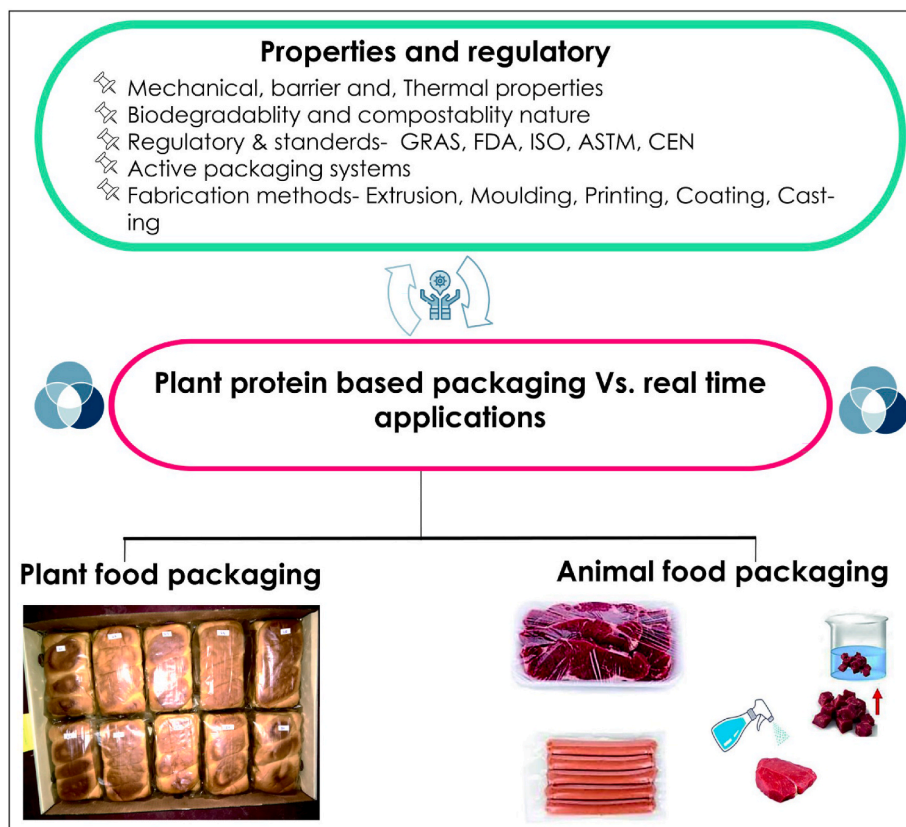 Properties and regulatory
Mechanical, barrier and, Thermal properties
Biodegradablity and compostablity nature
Regulatory & standerds- GRAS, FDA, ISO, ASTM, CEN
Active packaging systems
Fabrication methods- Extrusion, Moulding, Printing, Coating, Cast-
ing
Plant protein based packaging Vs. real time
applications
Plant food packaging
Animal food packaging